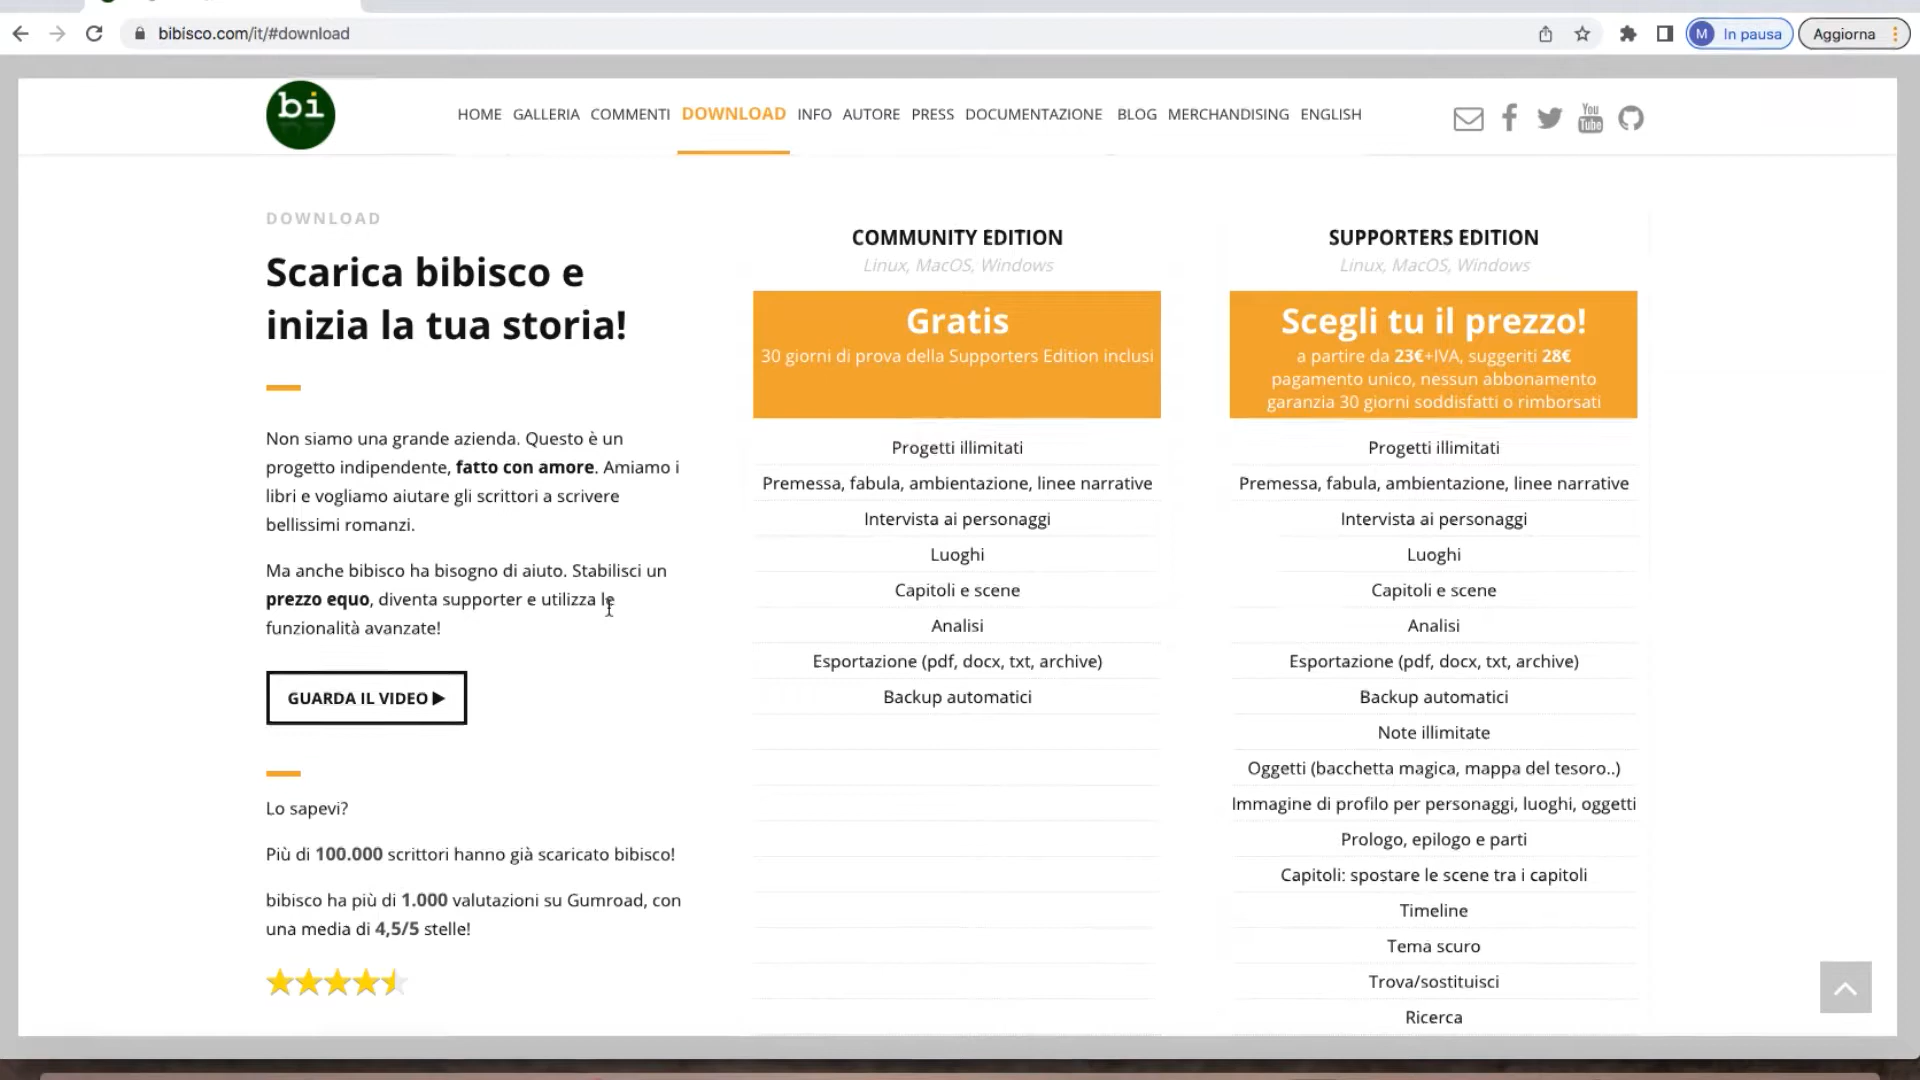 bibisco.com/it/#download
M In pausa
Aggiorna
bi
HOME GALLERIA COMMENTI DOWNLOAD INFO AUTORE PRESS DOCUMENTAZIONE BLOG MERCHANDISING ENGLISH
You Tube
DOWNLOAD
Scarica bibisco e
inizia la tua storia!
Non siamo una grande azienda. Questo è un
progetto indipendente, fatto con amore. Amiamo i
libri e vogliamo aiutare gli scrittori a scrivere
bellissimi romanzi.
Ma anche bibisco ha bisogno di aiuto. Stabilisci un
prezzo equo, diventa supporter e utilizza le
funzionalità avanzate!
GUARDA IL VIDEO
Lo sapevi?
Più di 100.000 scrittori hanno già scaricato bibisco!
bibisco ha più di 1.000 valutazioni su Gumroad, con
una media di 4,5/5 stelle!
COMMUNITY EDITION
Linux, MacOS, Windows
Gratis
30 giorni di prova della Supporters Edition inclusi
Progetti illimitati
Premessa, fabula, ambientazione, linee narrative
Intervista ai personaggi
Luoghi
Capitoli e scene
Analisi
Esportazione (pdf, docx, txt, archive)
Backup automatici
SUPPORTERS EDITION
Linux, MacOS, Windows
Scegli tu il prezzo!
a partire da 23€+IVA, suggeriti 28€
pagamento unico, nessun abbonamento
garanzia 30 giorni soddisfatti o rimborsati
Progetti illimitati
Premessa, fabula, ambientazione, linee narrative
Intervista ai personaggi
Luoghi
Capitoli e scene
Analisi
Esportazione (pdf, docx, txt, archive)
Backup automatici
Note illimitate
Oggetti (bacchetta magica, mappa del tesoro..)
Immagine di profilo per personaggi, luoghi, oggetti
Prologo, epilogo e parti
Capitoli: spostare le scene tra i capitoli
Timeline
Tema scuro
Trova/sostituisci
Ricerca